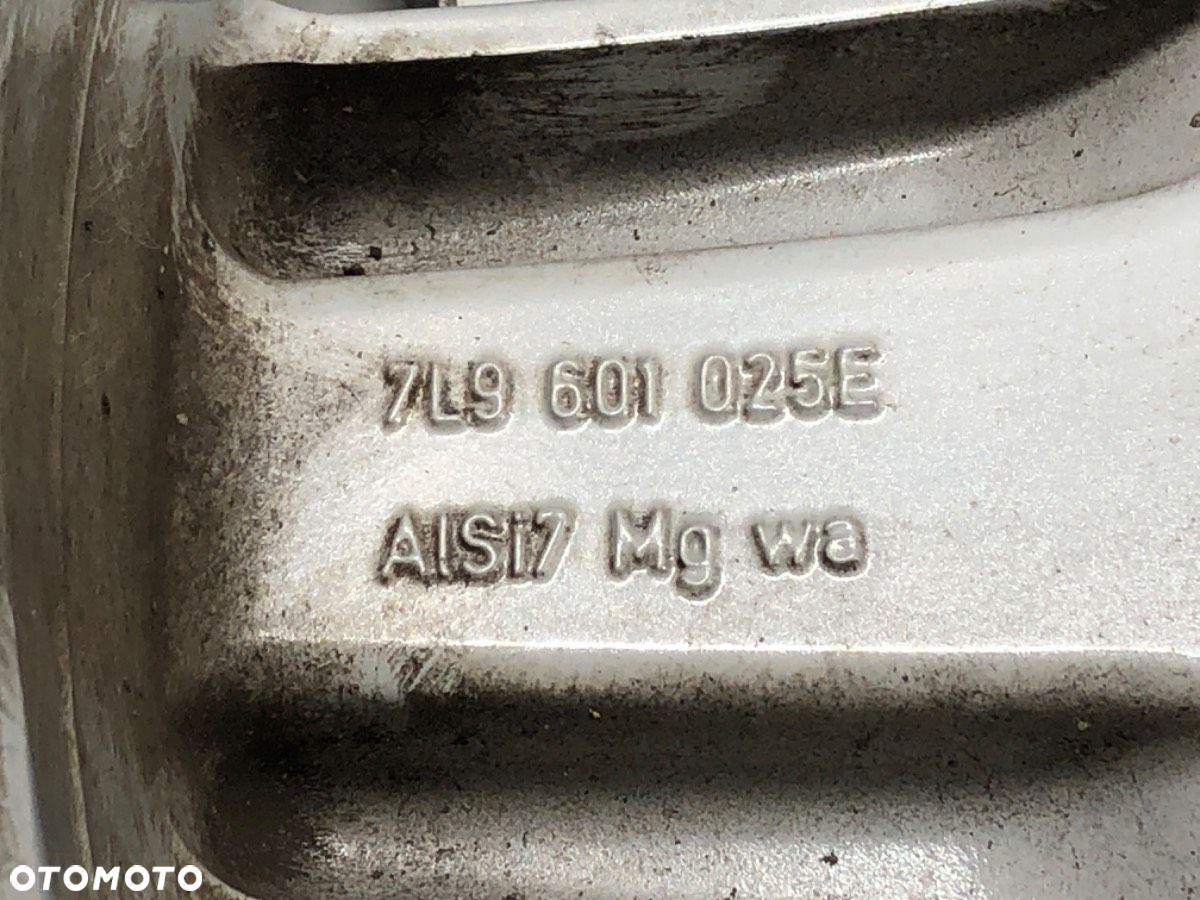 7L9 601 025E
AlSi7 Mg wa
OTOMOTO